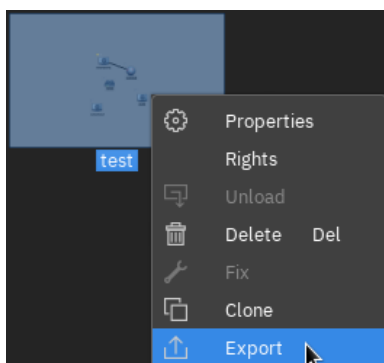 test
Properties
Rights
Unload
Delete Del
Fix
Clone
Export